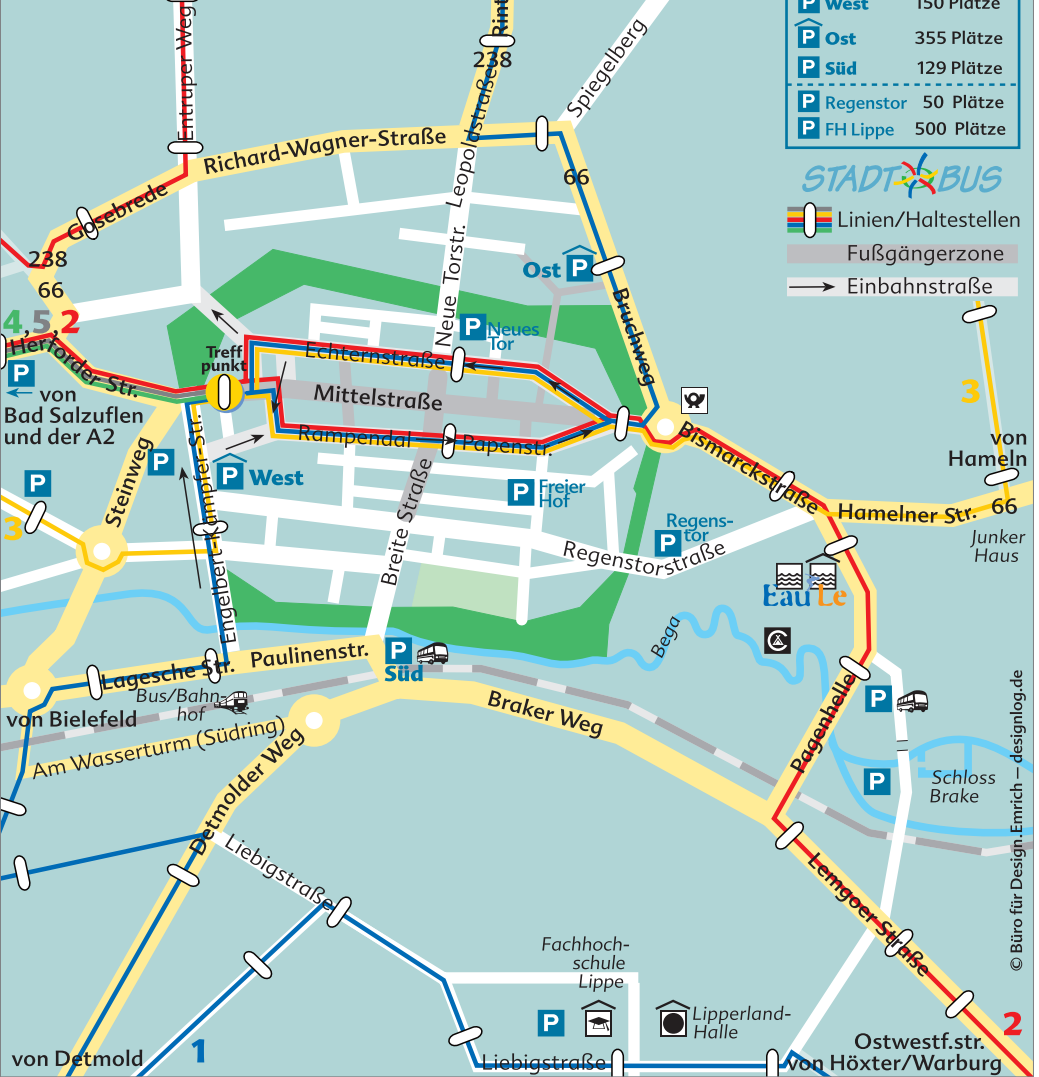 P West 150 Plätze
P Ost 355 Plätze
P Süd 129 Plätze
P Regenstor 50 Plätze
P FH Lippe 500 Plätze
STADTBUS
Linien/Haltestellen
Fußgängerzone
Einbahnstraße
Entruper Weg
Rint
238
Leopoldstraße
Spiegelberg
Richard-Wagner-Straße
66
Gosebrede
238
66
Ost P
Bruchweg
4, 5, 2
Herforder Str.
P
von
Bad Salzuflen
und der A2
Treff
punkt
Neue Torstr.
P Neues
Tor
Echternstraße
Mittelstraße
Rampendal
Papenstr.
Bismarckstraße
3
von
Hameln
Hamelner Str.
66
Junker
Haus
Steinweg
P
P West
P
3
Engelbert-Kämpfer-Str.
Breite Straße
P Freier
Hof
Regens-
tor
P
Regenstorstraße
Eau Le
Bega
Lagesche Str.
Paulinenstr.
P
Süd
Bus/Bahn-
hof
von Bielefeld
Am Wasserturm (Südring)
Braker Weg
Detmolder Weg
Pagenhelle
P
P
Schloss
Brake
Liebigstraße
Lemgoer Straße
Fachhoch-
schule
Lippe
P
Lipperland-
Halle
Liebigstraße
von Detmold
1
2
Ostwestf.str.
von Höxter/Warburg
© Büro für Design.Emrich – designlog.de